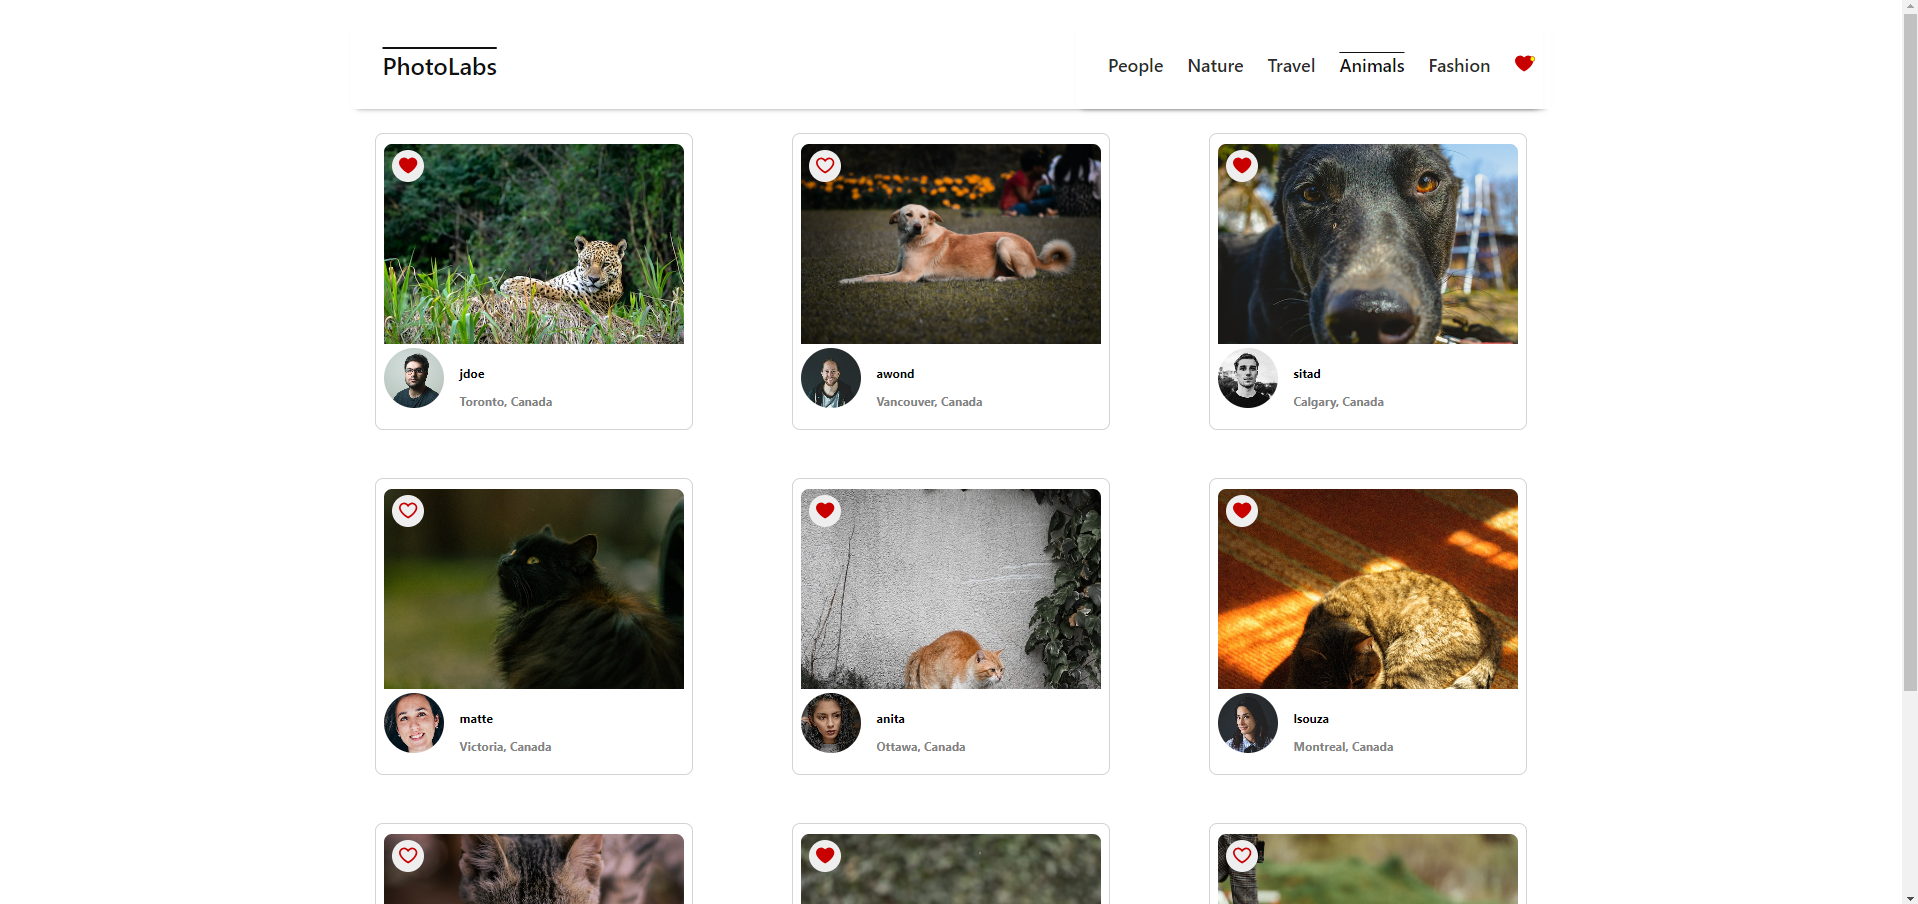 PhotoLabs
People Nature Travel Animals Fashion
jdoe
Toronto, Canada
awond
Vancouver, Canada
sitad
Calgary, Canada
matte
Victoria, Canada
anita
Ottawa, Canada
lsouza
Montreal, Canada